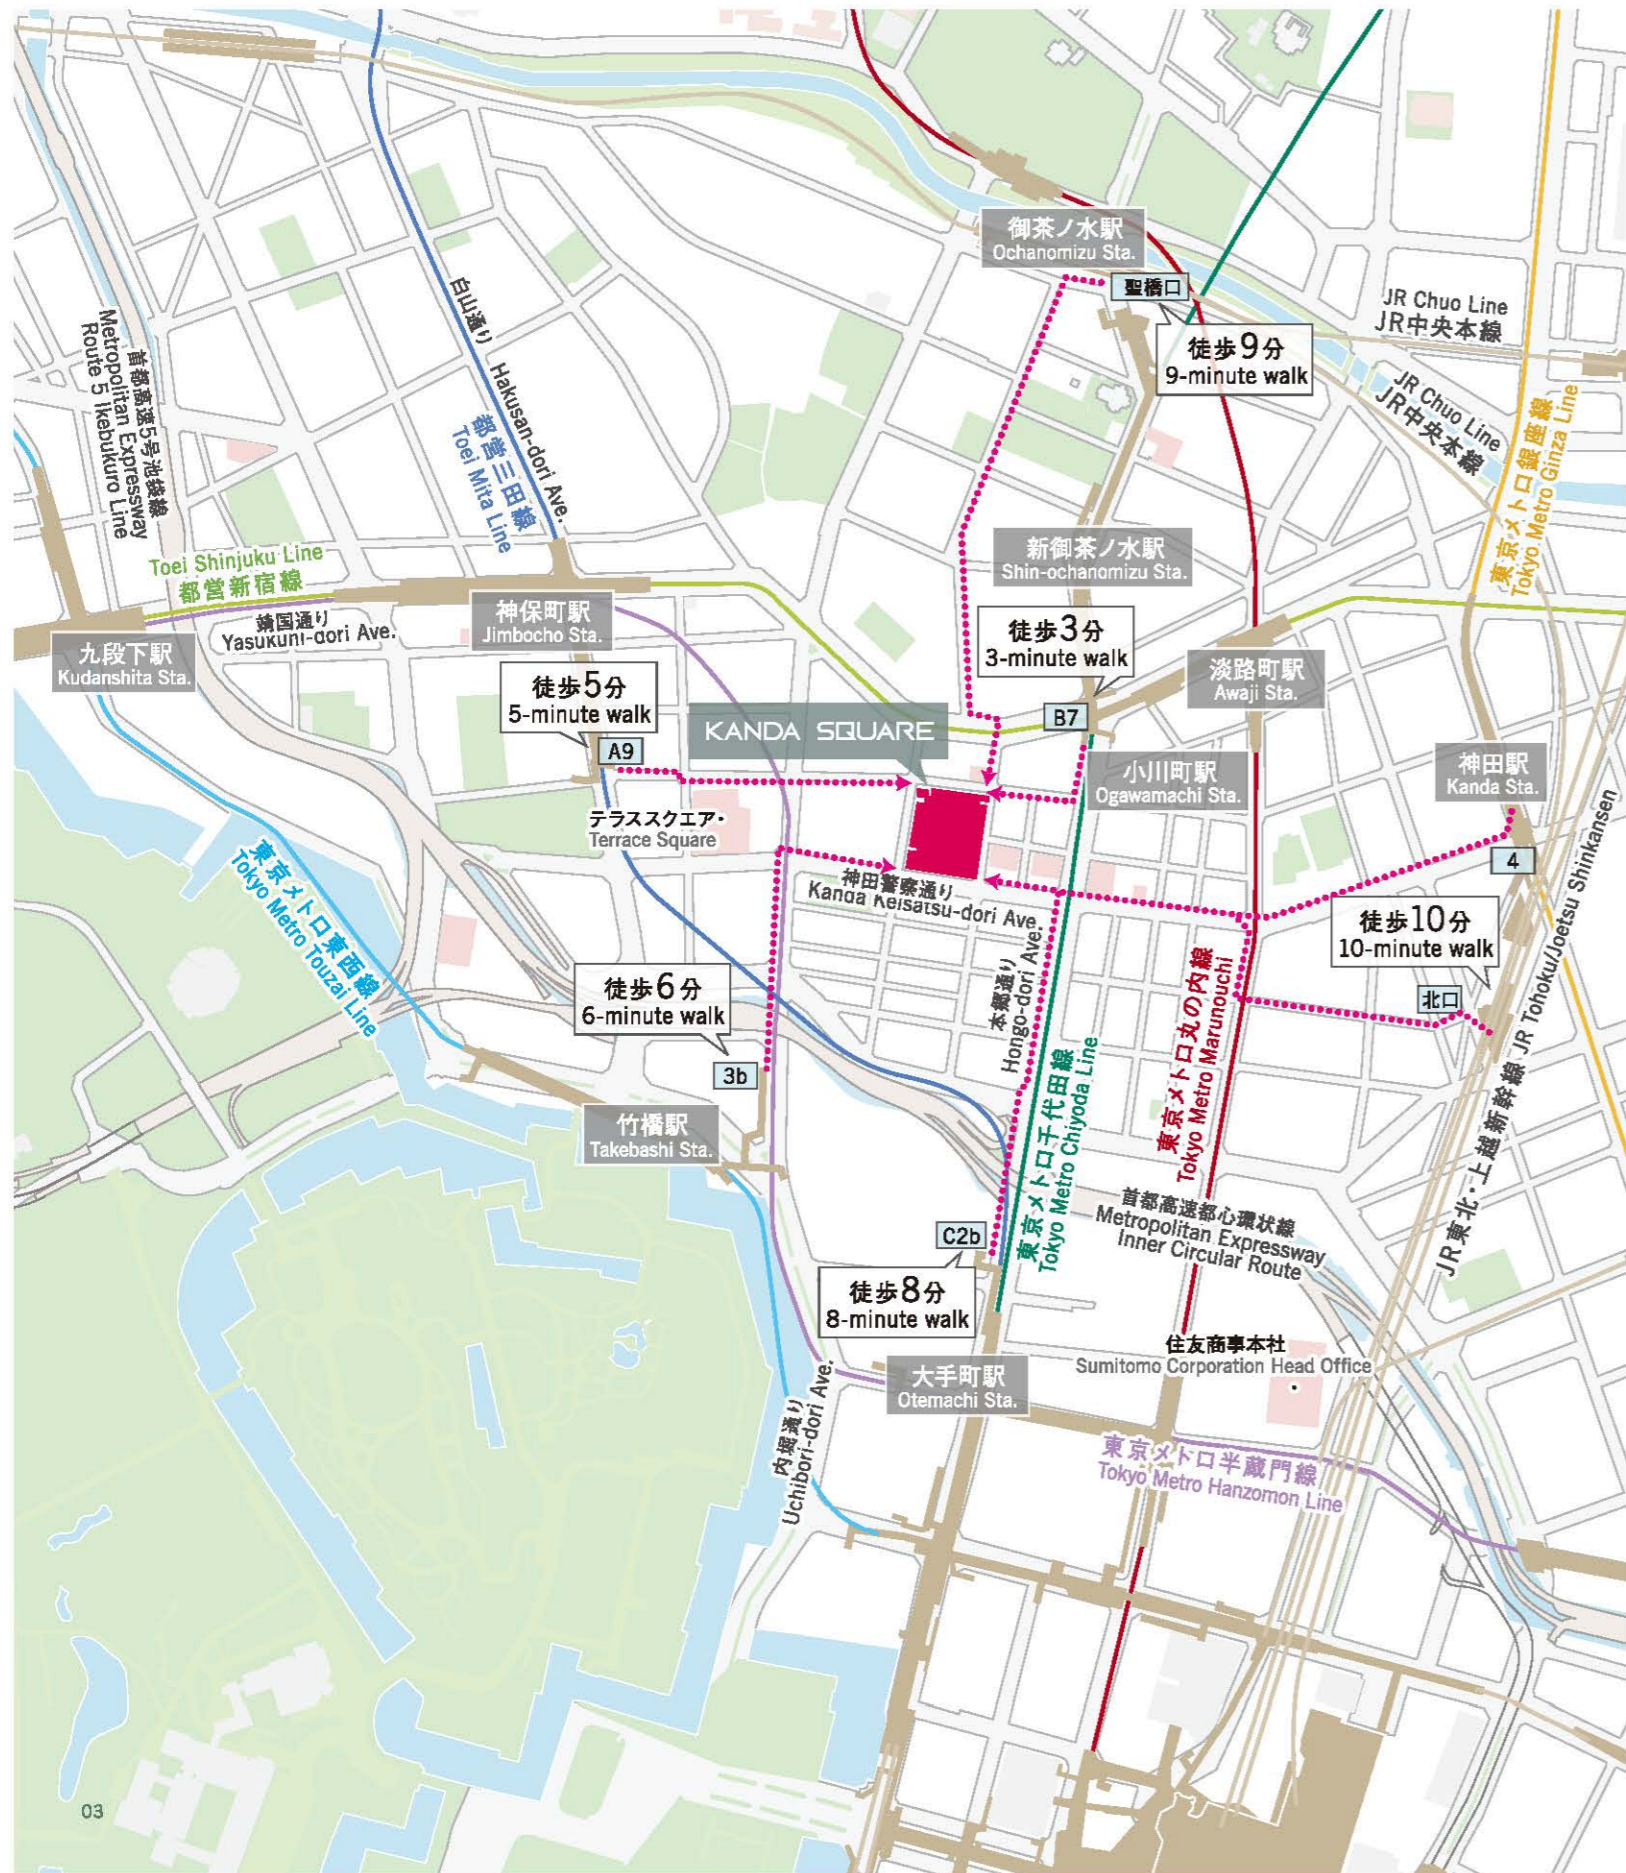 御茶ノ水駅
Ochanomizu Sta.
聖橋口
徒歩9分
9-minute walk
JR Chuo Line
JR中央本線
JR Chuo Line
JR中央本線
東京メトロ銀座線
Tokyo Metro Ginza Line
白山通り
Hakusan-dori Ave.
都営三田線
Toei Mita Line
首都高速5号池袋線
Metropolitan Expressway
Route 5 Ikebukuro Line
Toei Shinjuku Line
都営新宿線
靖国通り
Yasukuni-dori Ave.
九段下駅
Kudanshita Sta.
神保町駅
Jimbocho Sta.
新御茶ノ水駅
Shin-ochanomizu Sta.
徒歩3分
3-minute walk
淡路町駅
Awaji Sta.
徒歩5分
5-minute walk
A9
KANDA SQUARE
B7
小川町駅
Ogawamachi Sta.
神田駅
Kanda Sta.
テラススクエア・
Terrace Square
4
神田警察通り
Kanda Keisatsu-dori Ave.
東京メトロ東西線
Tokyo Metro Touzai Line
徒歩10分
10-minute walk
北口
徒歩6分
6-minute walk
3b
本郷通り
Hongo-dori Ave.
東京メトロ千代田線
Tokyo Metro Chiyoda Line
東京メトロ丸の内線
Tokyo Metro Marunouchi
JR東北・上越新幹線 JR Tohoku/Joetsu Shinkansen
竹橋駅
Takebashi Sta.
C2b
徒歩8分
8-minute walk
首都高速都心環状線
Metropolitan Expressway
Inner Circular Route
住友商事本社
Sumitomo Corporation Head Office
大手町駅
Otemachi Sta.
内堀通り
Uchibori-dori Ave.
東京メトロ半蔵門線
Tokyo Metro Hanzomon Line
03